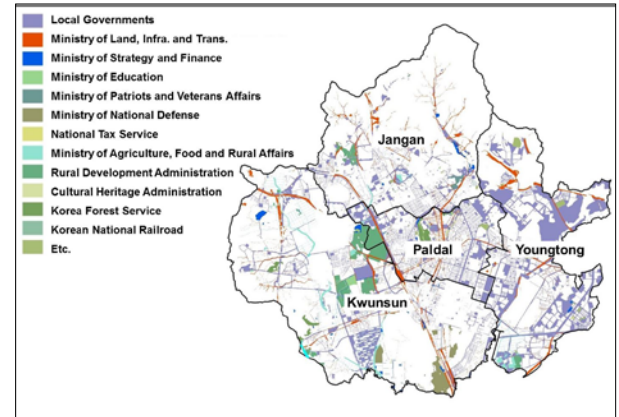 Local Governments
Ministry of Land, Infra. and Trans.
Ministry of Strategy and Finance
Ministry of Education
Ministry of Patriots and Veterans Affairs
Ministry of National Defense
National Tax Service
Ministry of Agriculture, Food and Rural Affairs
Rural Development Administration
Cultural Heritage Administration
Korea Forest Service
Korean National Railroad
Etc.
Jangan
Paldal
Youngtong
Kwunsun